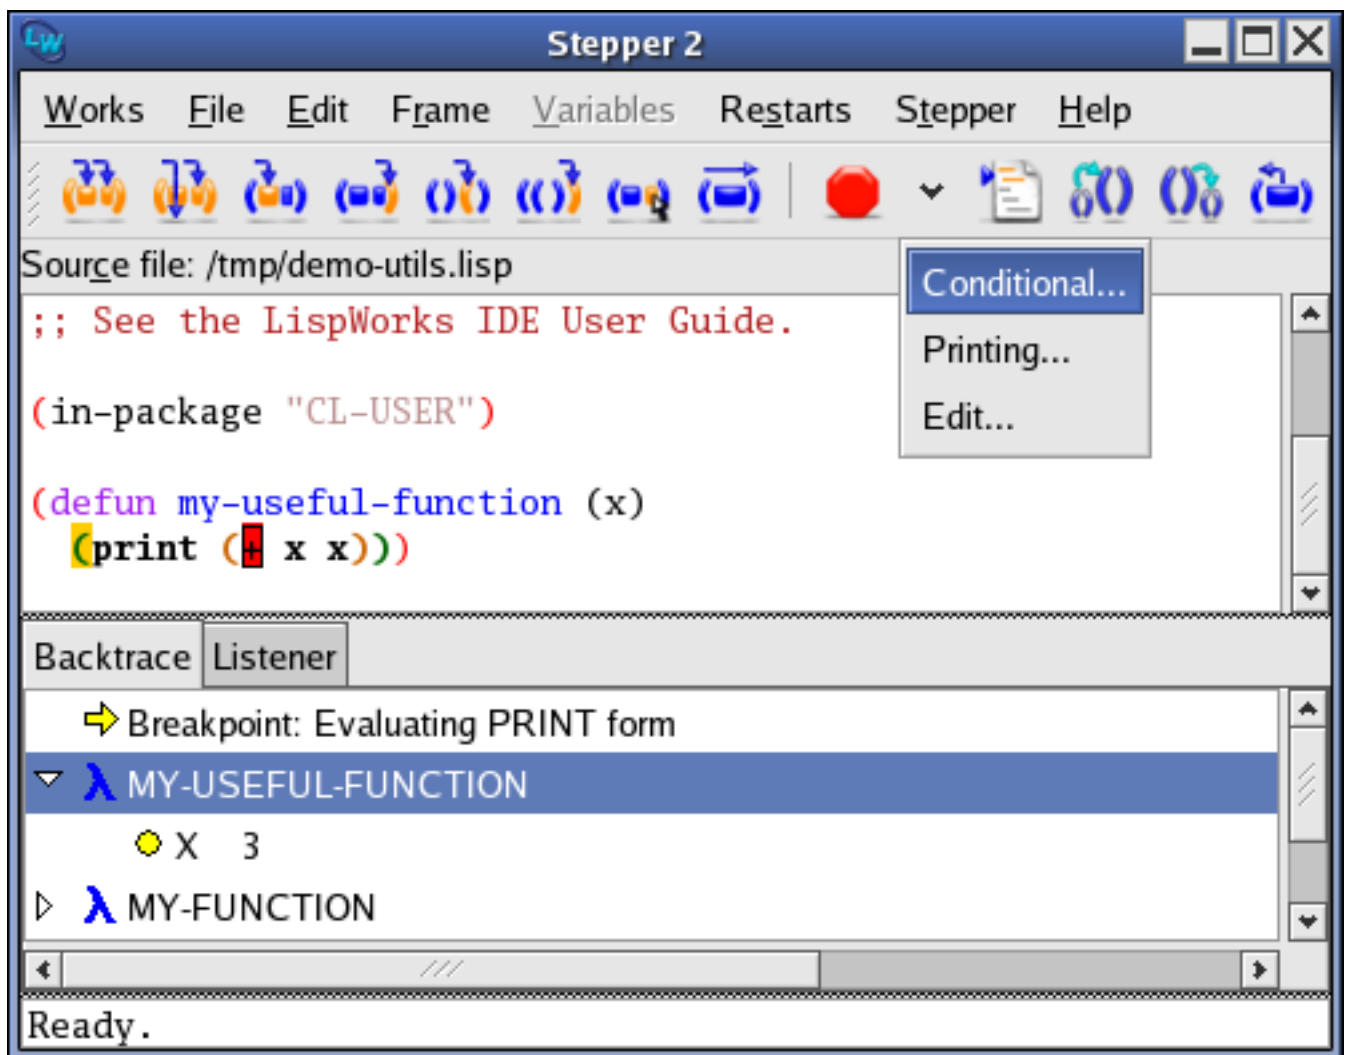 LW Stepper 2
Works File Edit Frame Variables Restarts Stepper Help
Source file: /tmp/demo-utils.lisp
Conditional...
Printing...
Edit...
;; See the LispWorks IDE User Guide.
(in-package "CL-USER")
(defun my-useful-function (x)
(print (+ x x)))
Backtrace Listener
Breakpoint: Evaluating PRINT form
λ MY-USEFUL-FUNCTION
X 3
λ MY-FUNCTION
Ready.